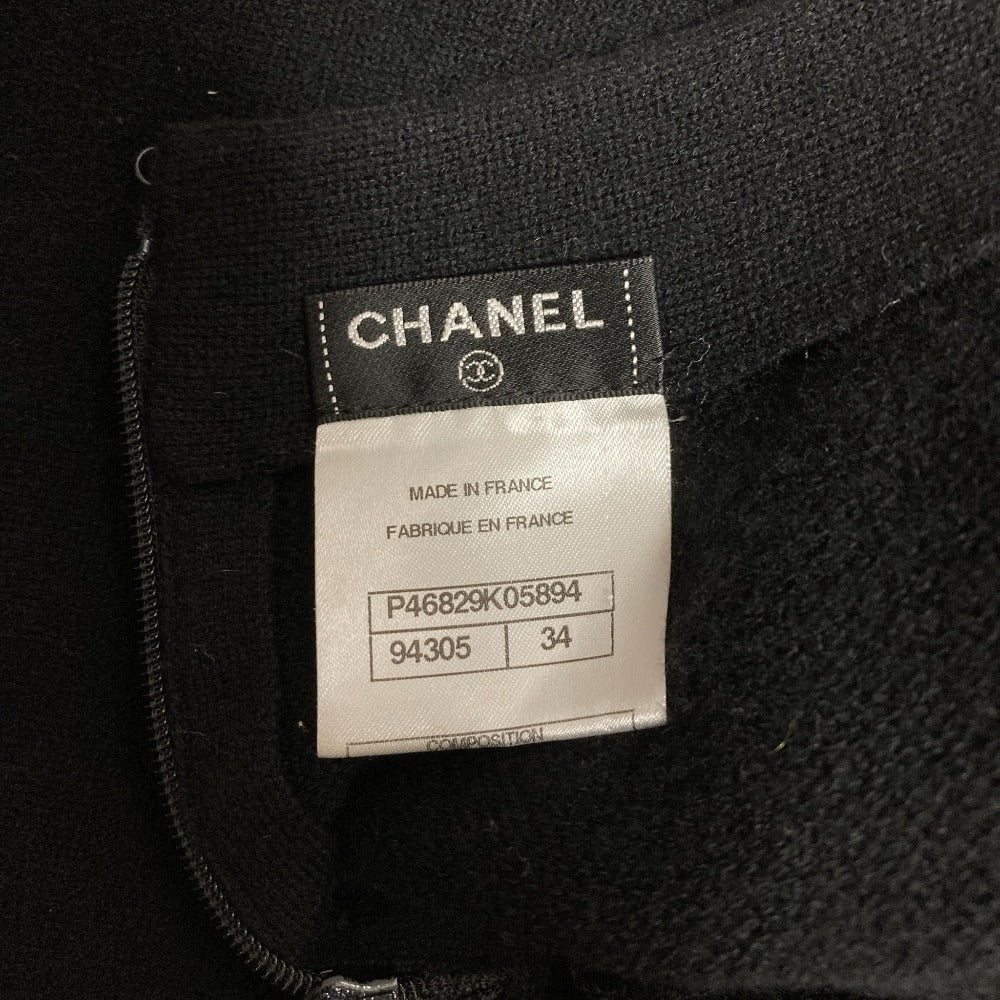 CHANEL
MADE IN FRANCE
FABRIQUE EN FRANCE
P46829K05894
94305 34
COMPOSITION